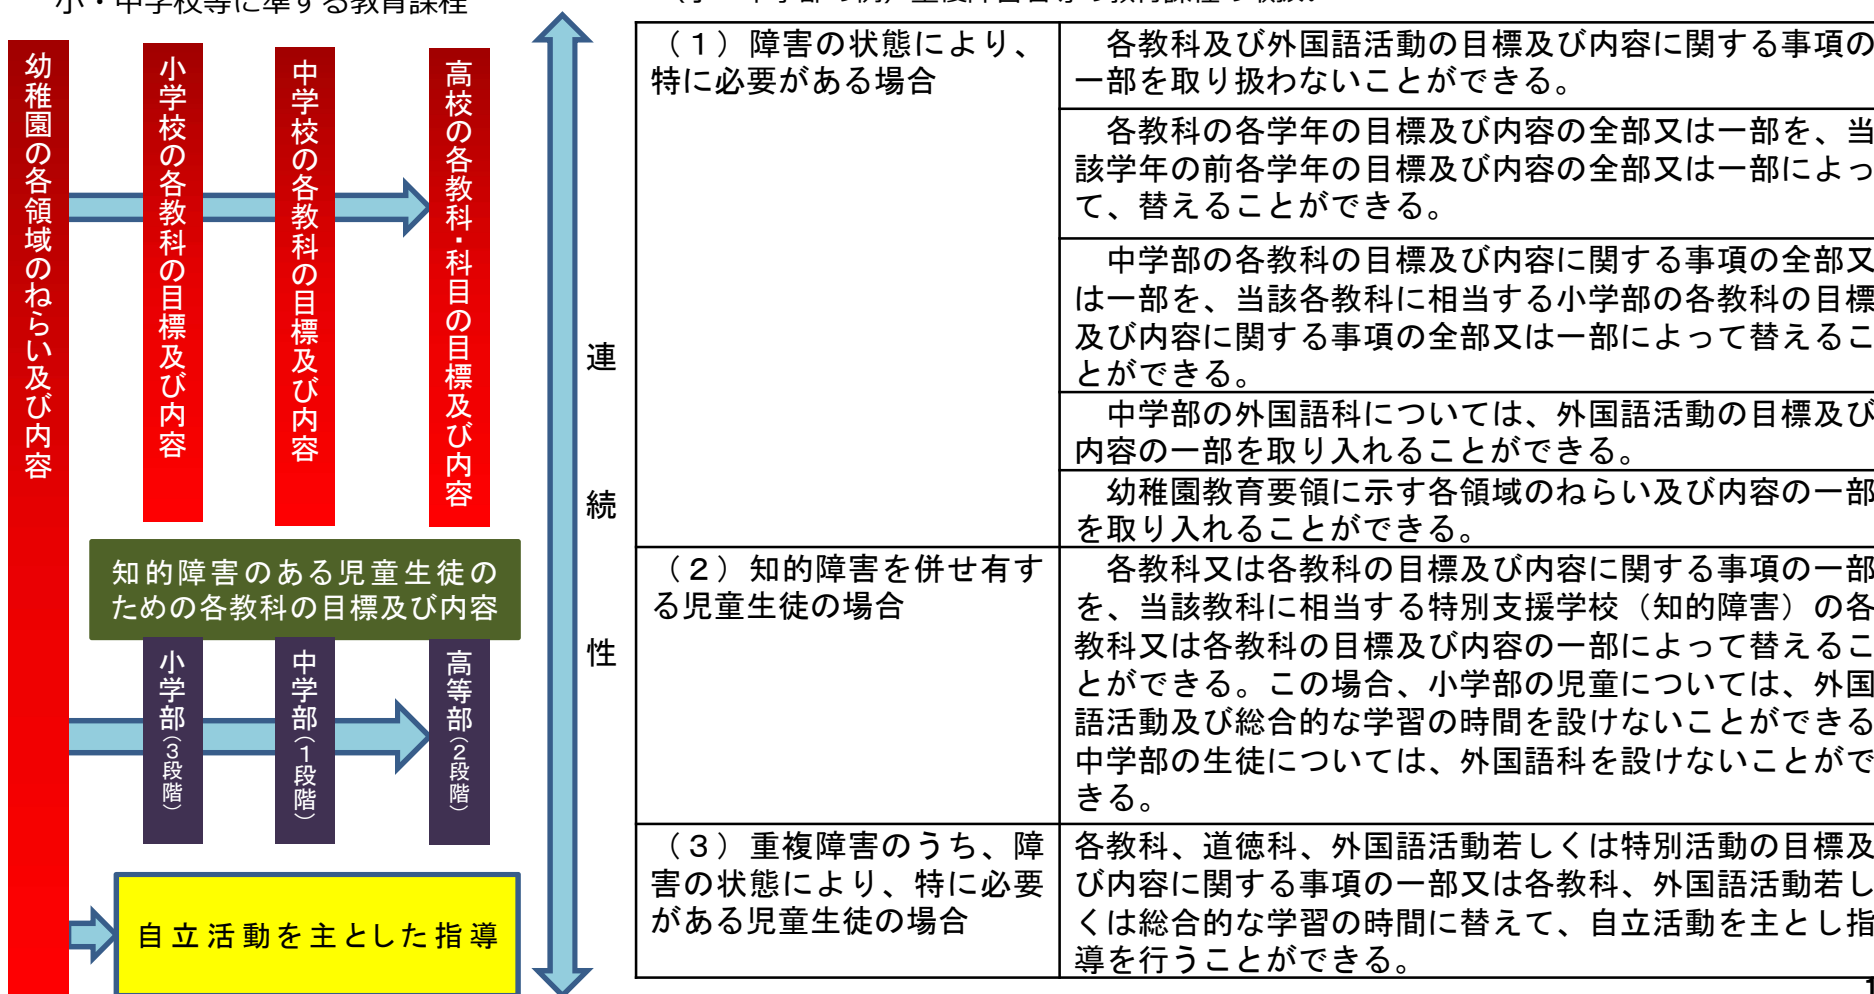 小・中学校等に準ずる教育課程
幼稚園の各領域のねらい及び内容
小学校の各教科の目標及び内容
中学校の各教科の目標及び内容
高校の各教科・科目の目標及び内容
知的障害のある児童生徒の
ための各教科の目標及び内容
小学部（3段階）
中学部（1段階）
高等部（2段階）
自立活動を主とした指導
連続性
（１）障害の状態により、
特に必要がある場合
各教科及び外国語活動の目標及び内容に関する事項の
一部を取り扱わないことができる。
各教科の各学年の目標及び内容の全部又は一部を、当
該学年の前各学年の目標及び内容の全部又は一部によっ
て、替えることができる。
中学部の各教科の目標及び内容に関する事項の全部又
は一部を、当該各教科に相当する小学部の各教科の目標
及び内容に関する事項の全部又は一部によって替えるこ
とができる。
中学部の外国語科については、外国語活動の目標及び
内容の一部を取り入れることができる。
幼稚園教育要領に示す各領域のねらい及び内容の一部
を取り入れることができる。
（２）知的障害を併せ有す
る児童生徒の場合
各教科又は各教科の目標及び内容に関する事項の一部
を、当該教科に相当する特別支援学校（知的障害）の各
教科又は各教科の目標及び内容の一部によって替えるこ
とができる。この場合、小学部の児童については、外国
語活動及び総合的な学習の時間を設けないことができる
中学部の生徒については、外国語科を設けないことがで
きる。
（３）重複障害のうち、障
害の状態により、特に必要
がある児童生徒の場合
各教科、道徳科、外国語活動若しくは特別活動の目標及
び内容に関する事項の一部又は各教科、外国語活動若し
くは総合的な学習の時間に替えて、自立活動を主とし指
導を行うことができる。